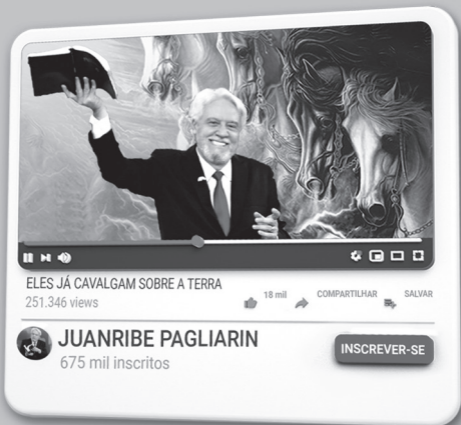 ELES JÁ CAVALGAM SOBRE A TERRA
251.346 views
18 mil COMPARTILHAR SALVAR
JUANRIBE PAGLIARIN
675 mil inscritos
INSCREVER-SE